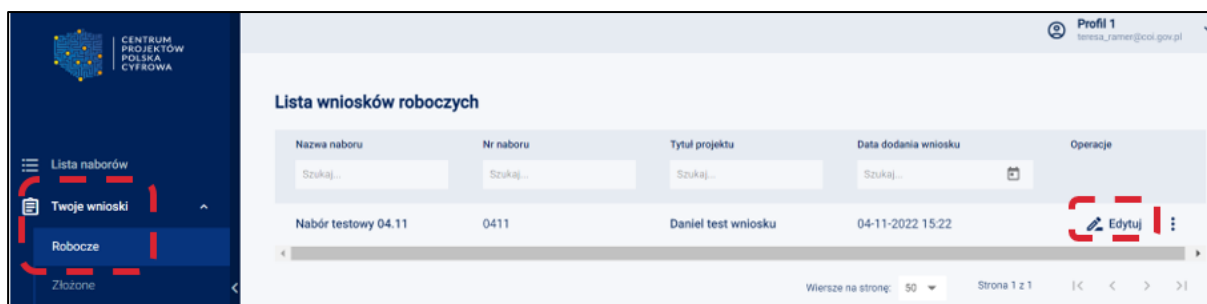 CENTRUM
PROJEKTÓW
POLSKA
CYFROWA
Profil 1
teresa_ramer@coi.gov.pl
Lista wniosków roboczych
Nazwa naboru Nr naboru Tytuł projektu Data dodania wniosku Operacje
Szukaj... Szukaj... Szukaj... Szukaj...
Lista naborów
Twoje wnioski
Nabór testowy 04.11 0411 Daniel test wniosku 04-11-2022 15:22 Edytuj
Robocze
Złożone
Wiersze na stronę: 50 Strona 1 z 1